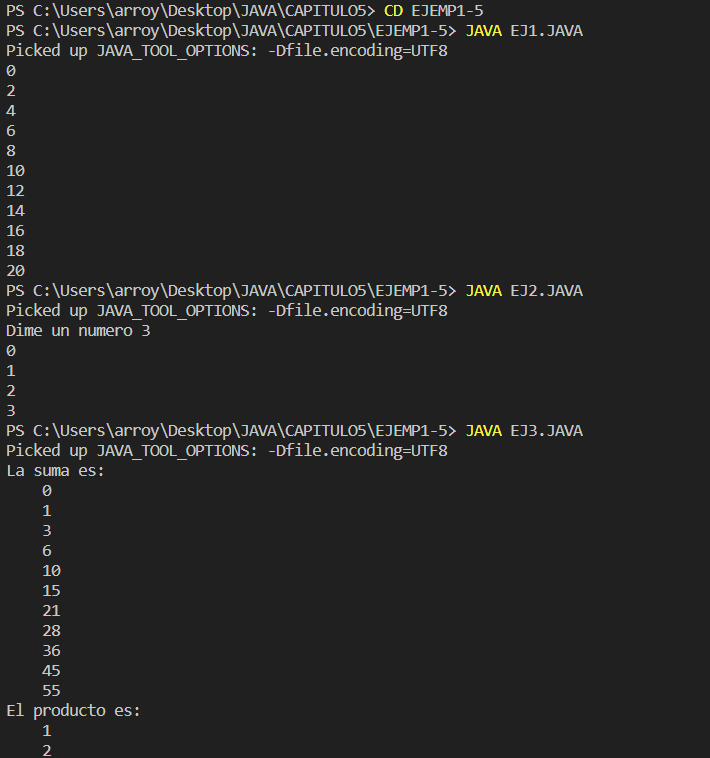 PS C:\Users\arroy\Desktop\JAVA\CAPITULO5> CD EJEMP1-5
PS C:\Users\arroy\Desktop\JAVA\CAPITULO5\EJEMP1-5> JAVA EJ1.JAVA
Picked up JAVA_TOOL_OPTIONS: -Dfile.encoding=UTF8
0
2
4
6
8
10
12
14
16
18
20
PS C:\Users\arroy\Desktop\JAVA\CAPITULO5\EJEMP1-5> JAVA EJ2.JAVA
Picked up JAVA_TOOL_OPTIONS: -Dfile.encoding=UTF8
Dime un numero 3
0
1
2
3
PS C:\Users\arroy\Desktop\JAVA\CAPITULO5\EJEMP1-5> JAVA EJ3.JAVA
Picked up JAVA_TOOL_OPTIONS: -Dfile.encoding=UTF8
La suma es:
    0
    1
    3
    6
    10
    15
    21
    28
    36
    45
    55
El producto es:
    1
    2